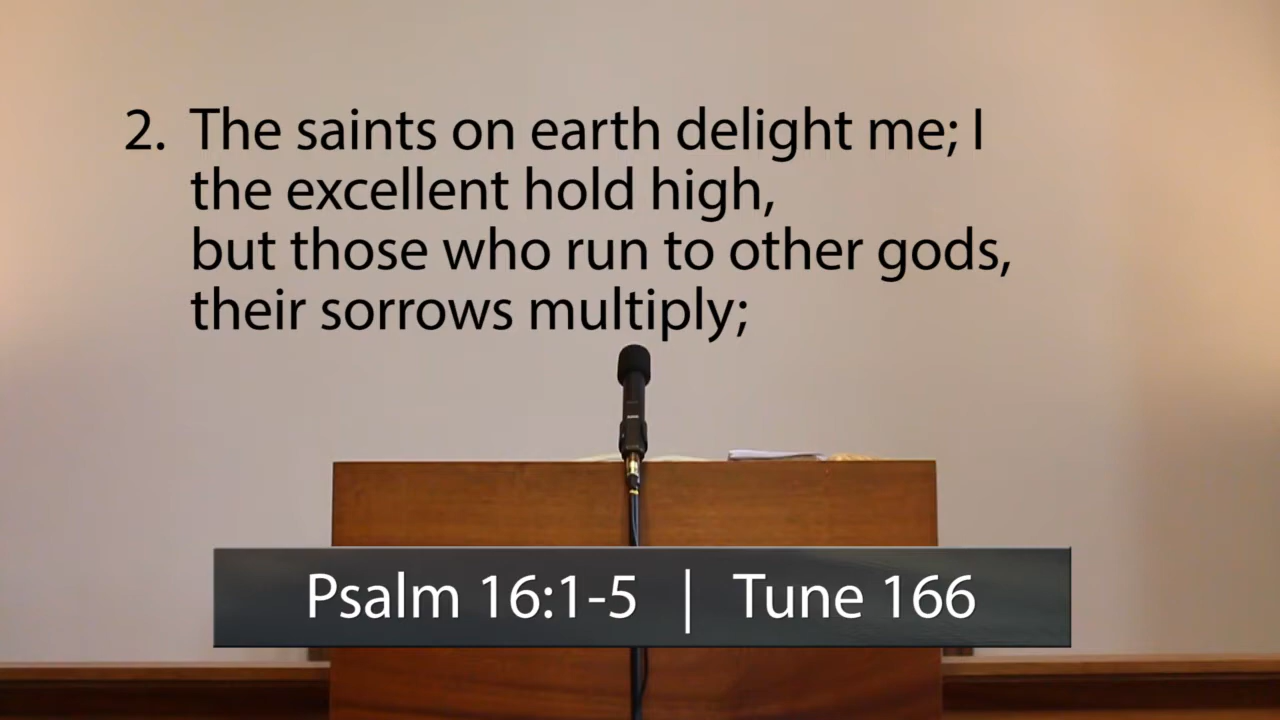 2. The saints on earth delight me; I
the excellent hold high,
but those who run to other gods,
their sorrows multiply;
Psalm 16:1-5 | Tune 166